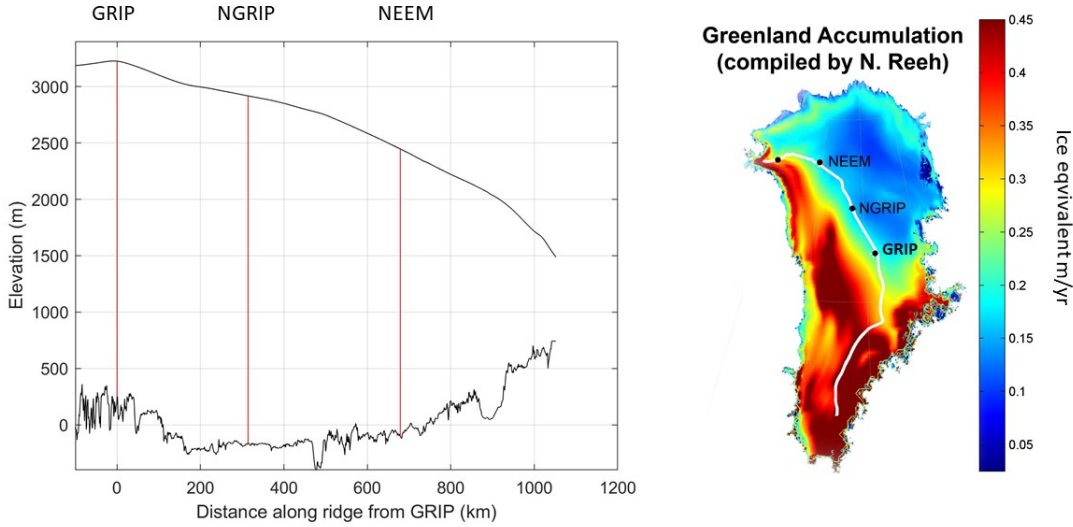 GRIP NGRIP NEEM
3000
2500
2000
1500
1000
500
0
Elevation (m)
0 200 400 600 800 1000 1200
Distance along ridge from GRIP (km)
Greenland Accumulation
(compiled by N. Reeh)
NEEM
NGRIP
GRIP
0.45
0.4
0.35
0.3
0.25
0.2
0.15
0.1
0.05
Ice eqvivalent m/yr